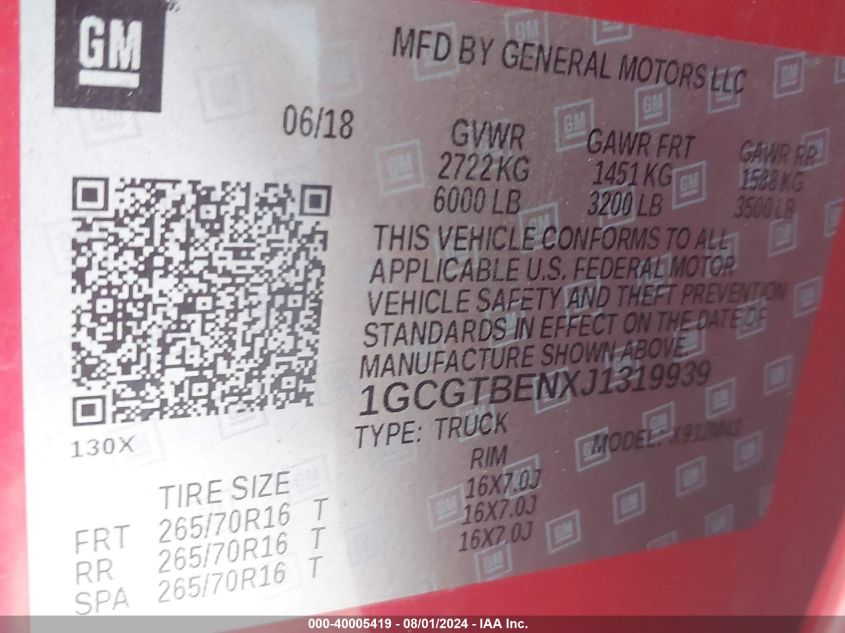 GM
MFD BY GENERAL MOTORS LLC
06/18
GVWR GAWR FRT GAWR RR
2722KG 1451 KG 1588 KG
6000 LB 3200 LB 3500 LB
THIS VEHICLE CONFORMS TO ALL
APPLICABLE U.S. FEDERAL MOTOR
VEHICLE SAFETY AND THEFT PREVENTION
STANDARDS IN EFFECT ON THE DATE OF
MANUFACTURE SHOWN ABOVE.
1GCGTBENXJ1319939
130X
TYPE: TRUCK MODEL:
TIRE SIZE RIM
FRT 265/70R16 T 16X7.0J
RR 265/70R16 T 16X7.0J
SPA 265/70R16 T 16X7.0J
000-40005419 - 08/01/2024 - IAA Inc.